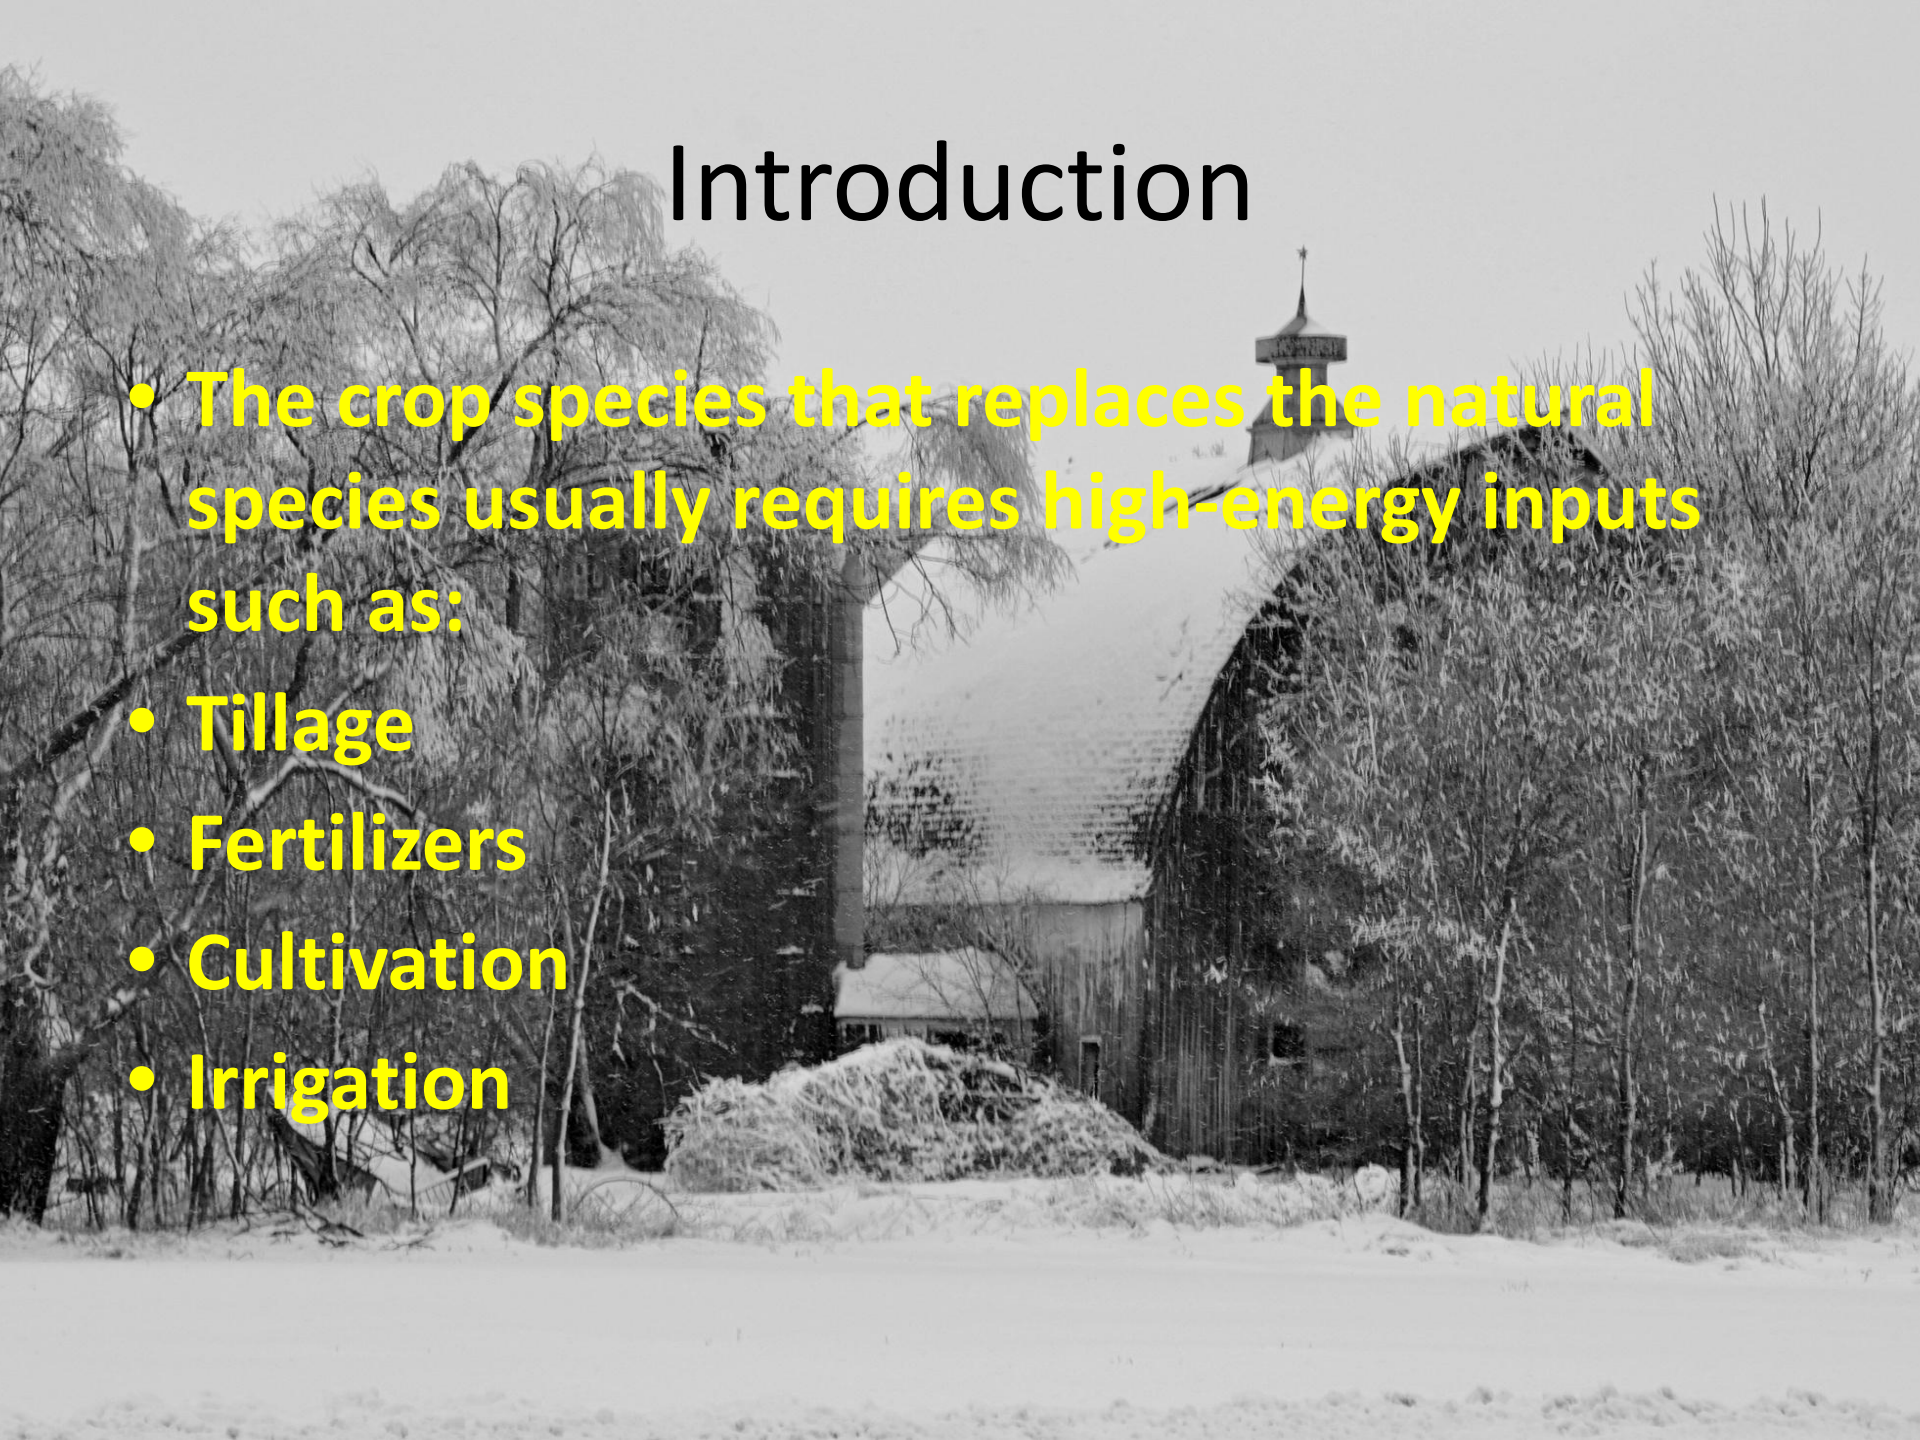 Introduction
• The crop species that replaces the natural
species usually requires high-energy inputs
such as:
• Tillage
• Fertilizers
• Cultivation
• Irrigation